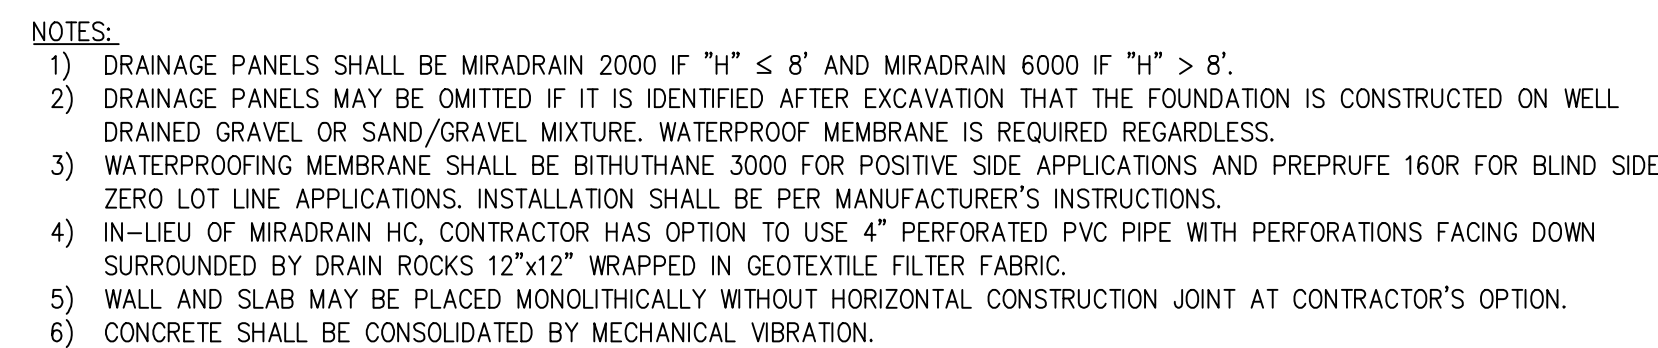 NOTES:
1) DRAINAGE PANELS SHALL BE MIRADRAIN 2000 IF "H" ≤ 8' AND MIRADRAIN 6000 IF "H" > 8'.
2) DRAINAGE PANELS MAY BE OMITTED IF IT IS IDENTIFIED AFTER EXCAVATION THAT THE FOUNDATION IS CONSTRUCTED ON WELL
DRAINED GRAVEL OR SAND/GRAVEL MIXTURE. WATERPROOF MEMBRANE IS REQUIRED REGARDLESS.
3) WATERPROOFING MEMBRANE SHALL BE BITHUTHANE 3000 FOR POSITIVE SIDE APPLICATIONS AND PREPRUFE 160R FOR BLIND SIDE
ZERO LOT LINE APPLICATIONS. INSTALLATION SHALL BE PER MANUFACTURER'S INSTRUCTIONS.
4) IN-LIEU OF MIRADRAIN HC, CONTRACTOR HAS OPTION TO USE 4" PERFORATED PVC PIPE WITH PERFORATIONS FACING DOWN
SURROUNDED BY DRAIN ROCKS 12"x12" WRAPPED IN GEOTEXTILE FILTER FABRIC.
5) WALL AND SLAB MAY BE PLACED MONOLITHICALLY WITHOUT HORIZONTAL CONSTRUCTION JOINT AT CONTRACTOR'S OPTION.
6) CONCRETE SHALL BE CONSOLIDATED BY MECHANICAL VIBRATION.